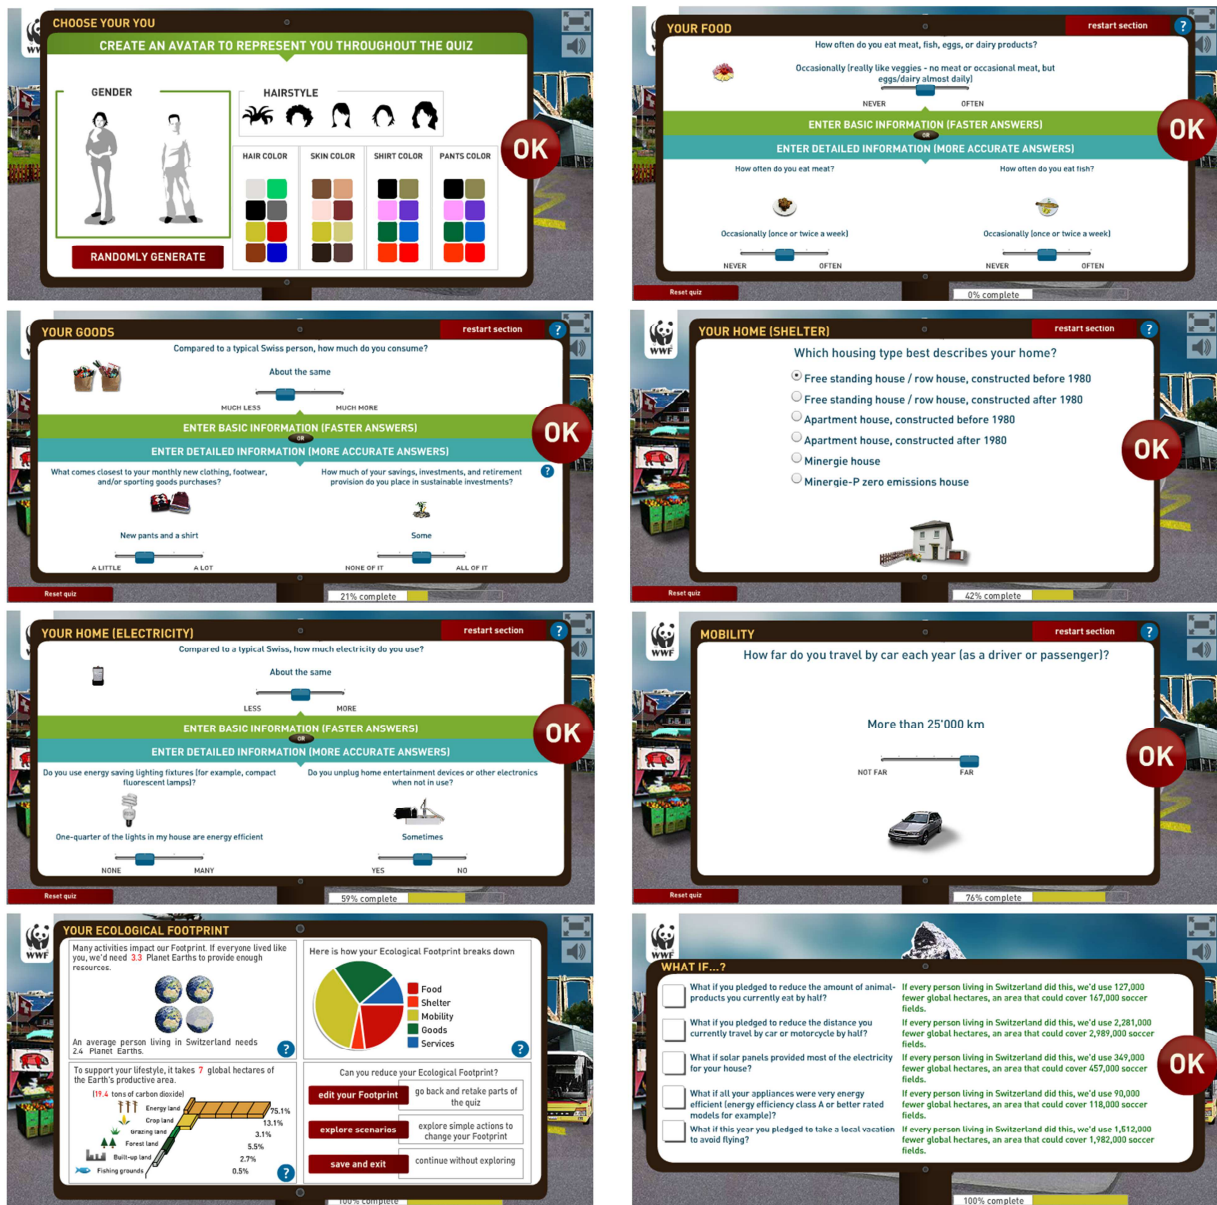 CHOOSE YOUR YOU
CREATE AN AVATAR TO REPRESENT YOU THROUGHOUT THE QUIZ
GENDER
HAIRSTYLE
HAIR COLOR
SKIN COLOR
SHIRT COLOR
PANTS COLOR
RANDOMLY GENERATE
OK
YOUR FOOD
restart section
?
How often do you eat meat, fish, eggs, or dairy products?
Occasionally (really like veggies - no meat or occasional meat, but
eggs/dairy almost daily)
NEVER
OFTEN
ENTER BASIC INFORMATION (FASTER ANSWERS)
OR
ENTER DETAILED INFORMATION (MORE ACCURATE ANSWERS)
How often do you eat meat?
How often do you eat fish?
Occasionally (once or twice a week)
Occasionally (once or twice a week)
NEVER
OFTEN
NEVER
OFTEN
OK
Reset quiz
0% complete
YOUR GOODS
restart section
?
Compared to a typical Swiss person, how much do you consume?
About the same
MUCH LESS
MUCH MORE
ENTER BASIC INFORMATION (FASTER ANSWERS)
OR
ENTER DETAILED INFORMATION (MORE ACCURATE ANSWERS)
What comes closest to your monthly new clothing, footwear,
and/or sporting goods purchases?
How much of your savings, investments, and retirement
provision do you place in sustainable investments?
?
New pants and a shirt
Some
A LITTLE
A LOT
NONE OF IT
ALL OF IT
OK
Reset quiz
21% complete
WWF
YOUR HOME (SHELTER)
restart section
?
Which housing type best describes your home?
Free standing house / row house, constructed before 1980
Free standing house / row house, constructed after 1980
Apartment house, constructed before 1980
Apartment house, constructed after 1980
Minergie house
Minergie-P zero emissions house
OK
Reset quiz
42% complete
YOUR HOME (ELECTRICITY)
restart section
?
Compared to a typical Swiss, how much electricity do you use?
About the same
LESS
MORE
ENTER BASIC INFORMATION (FASTER ANSWERS)
OR
ENTER DETAILED INFORMATION (MORE ACCURATE ANSWERS)
Do you use energy saving lighting fixtures (for example, compact
fluorescent lamps)?
Do you unplug home entertainment devices or other electronics
when not in use?
One-quarter of the lights in my house are energy efficient
Sometimes
NONE
MANY
YES
NO
OK
Reset quiz
59% complete
WWF
MOBILITY
restart section
?
How far do you travel by car each year (as a driver or passenger)?
More than 25'000 km
NOT FAR
FAR
OK
Reset quiz
76% complete
WWF
YOUR ECOLOGICAL FOOTPRINT
Many activities impact our Footprint. If everyone lived like
you, we'd need 3.3 Planet Earths to provide enough
resources.
An average person living in Switzerland needs
2.4 Planet Earths.
?
Here is how your Ecological Footprint breaks down
Food
Shelter
Mobility
Goods
Services
?
To support your lifestyle, it takes 7 global hectares of
the Earth's productive area.
(19.4 tons of carbon dioxide)
Energy land
75.1%
Crop land
13.1%
Grazing land
3.1%
Forest land
5.5%
Built-up land
2.7%
Fishing grounds
0.5%
?
Can you reduce your Ecological Footprint?
edit your Footprint
go back and retake parts of
the quiz
explore scenarios
explore simple actions to
change your Footprint
save and exit
continue without exploring
100% complete
WWF
WHAT IF...?
What if you pledged to reduce the amount of animal-
products you currently eat by half?
If every person living in Switzerland did this, we'd use 127,000
fewer global hectares, an area that could cover 167,000 soccer
fields.
What if you pledged to reduce the distance you
currently travel by car or motorcycle by half?
If every person living in Switzerland did this, we'd use 2,281,000
fewer global hectares, an area that could cover 2,989,000 soccer
fields.
What if solar panels provided most of the electricity
for your house?
If every person living in Switzerland did this, we'd use 349,000
fewer global hectares, an area that could cover 457,000 soccer
fields.
What if all your appliances were very energy
efficient (energy efficiency class A or better rated
models for example)?
If every person living in Switzerland did this, we'd use 90,000
fewer global hectares, an area that could cover 118,000 soccer
fields.
What if this year you pledged to take a local vacation
to avoid flying?
If every person living in Switzerland did this, we'd use 1,512,000
fewer global hectares, an area that could cover 1,982,000 soccer
fields.
OK
100% complete